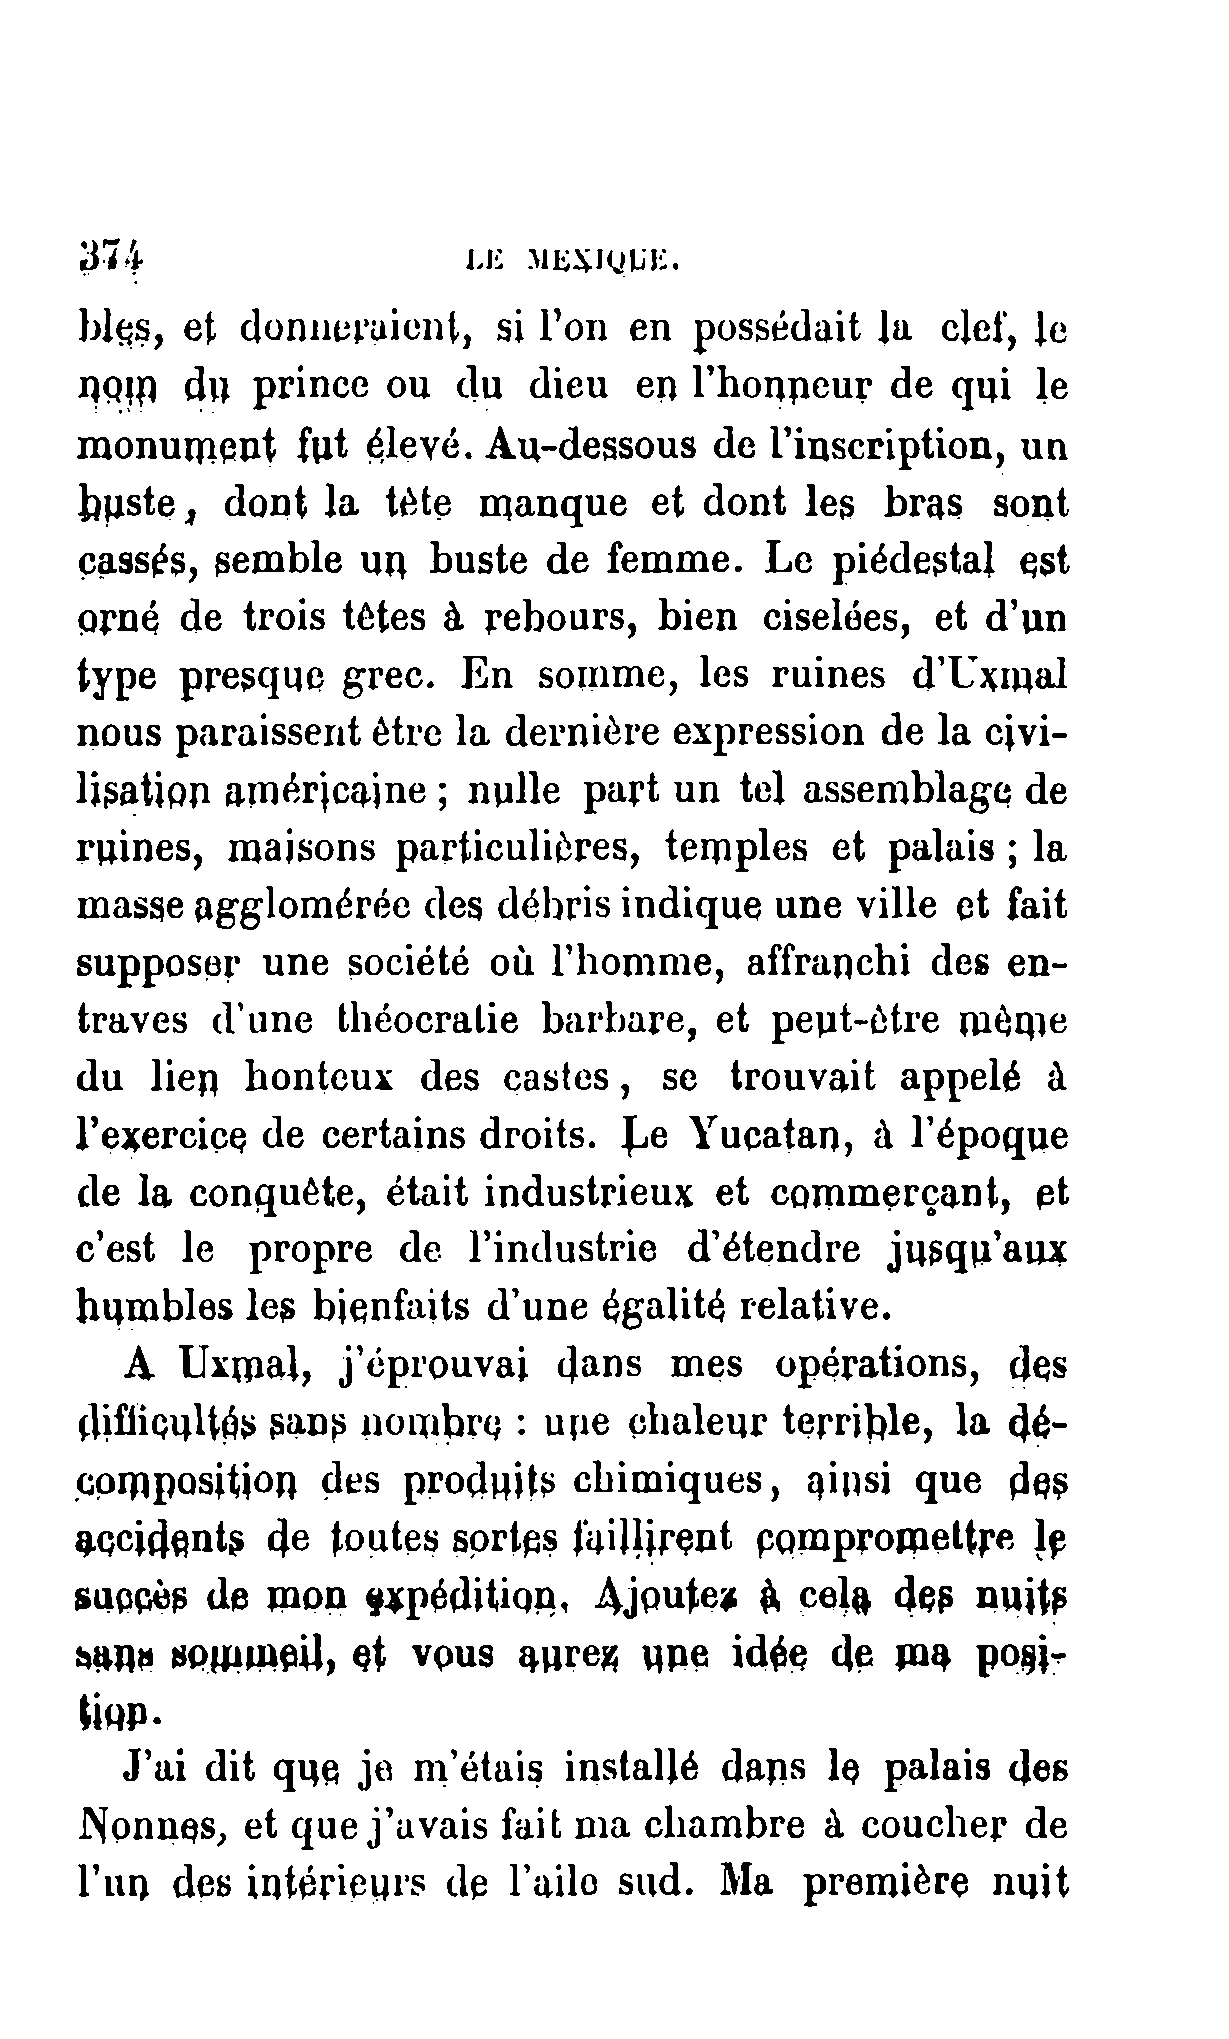 374 LE MEXIQUE.
bles, et donneraient, si l'on en possédait la clef, le
nom du prince ou du dieu en l'honneur de qui le
monument fut élevé. Au-dessous de l'inscription, un
buste, dont la tête manque et dont les bras sont
cassés, semble un buste de femme. Le piédestal est
orné de trois têtes à rebours, bien ciselées, et d'un
type presque grec. En somme, les ruines d'Uxmal
nous paraissent être la dernière expression de la civi-
lisation américaine ; nulle part un tel assemblage de
ruines, maisons particulières, temples et palais ; la
masse agglomérée des débris indique une ville et fait
supposer une société où l'homme, affranchi des en-
traves d'une théocratie barbare, et peut-être même
du lien honteux des castes, se trouvait appelé à
l'exercice de certains droits. Le Yucatan, à l'époque
de la conquête, était industrieux et commerçant, et
c'est le propre de l'industrie d'étendre jusqu'aux
humbles les bienfaits d'une égalité relative.
A Uxmal, j'éprouvai dans mes opérations, des
difficultés sans nombre : une chaleur terrible, la dé-
composition des produits chimiques, ainsi que des
accidents de toutes sortes faillirent compromettre le
succès de mon expédition. Ajoutez à cela des nuits
sans sommeil, et vous aurez une idée de ma posi-
tion.
J'ai dit que je m'étais installé dans le palais des
Nonnes, et que j'avais fait ma chambre à coucher de
l'un des intérieurs de l'aile sud. Ma première nuit